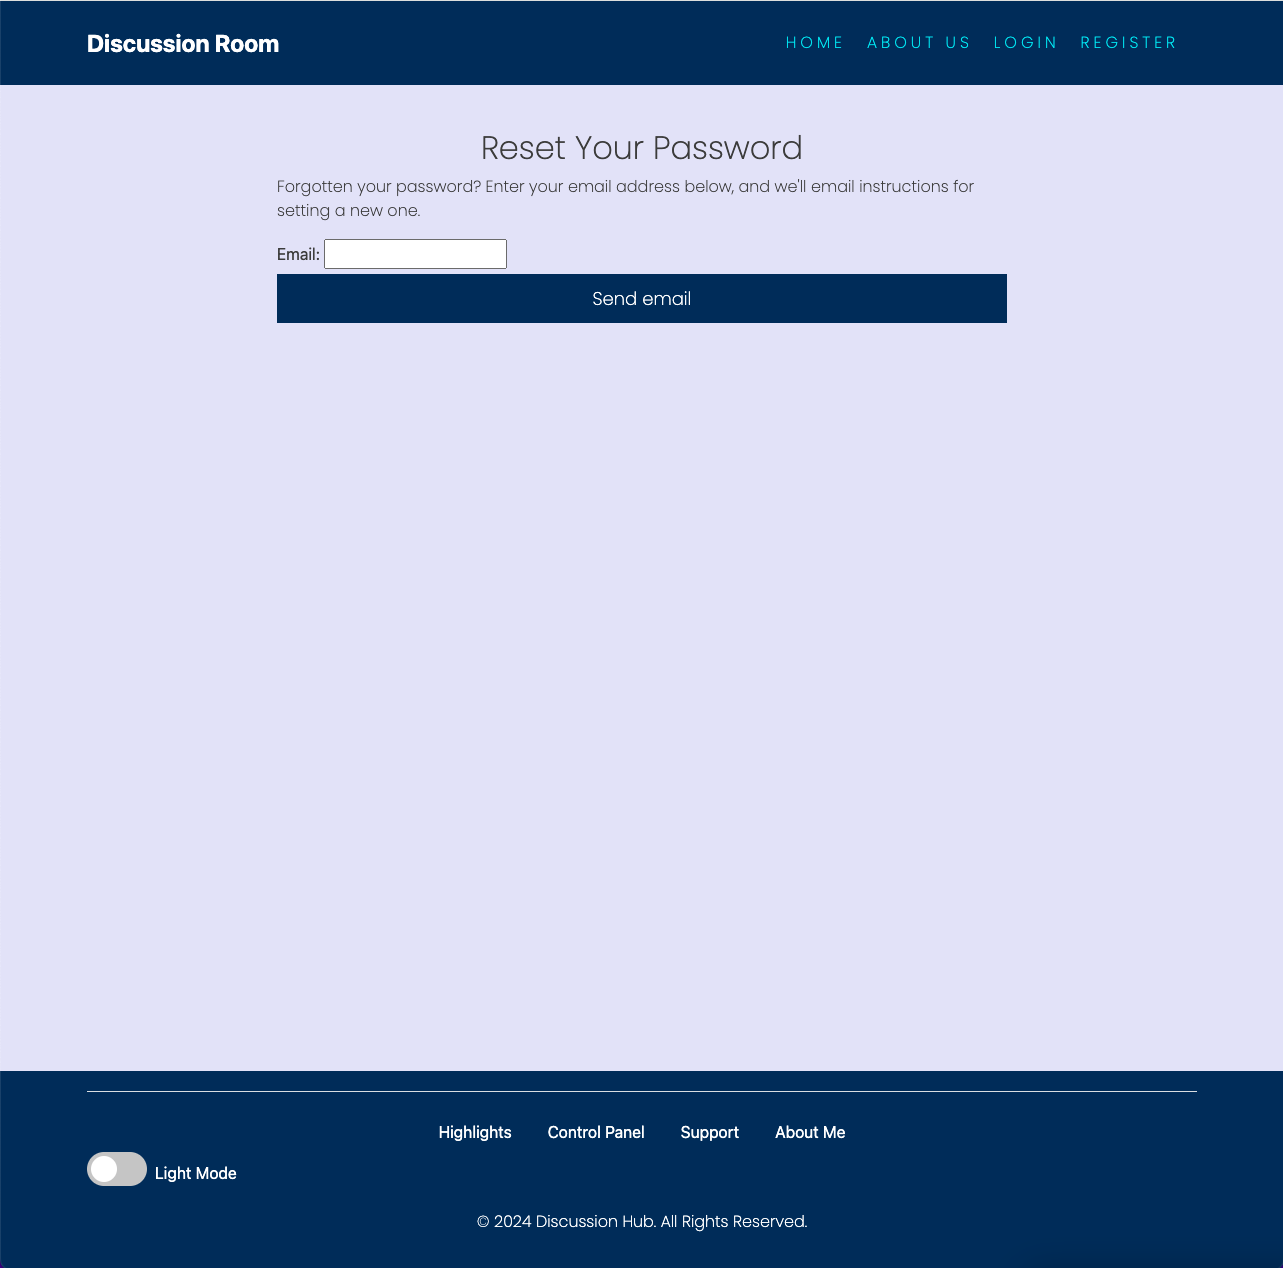 Discussion Room
HOME ABOUT US LOGIN REGISTER
Reset Your Password
Forgotten your password? Enter your email address below, and we'll email instructions for
setting a new one.
Email:
Send email
Highlights Control Panel Support About Me
Light Mode
© 2024 Discussion Hub. All Rights Reserved.